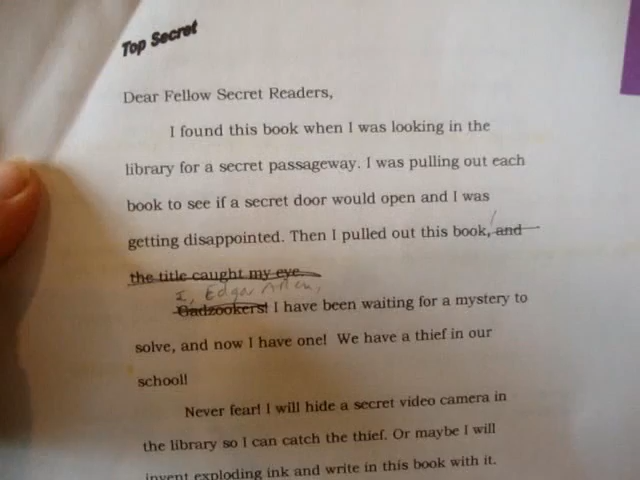 Top Secret
Dear Fellow Secret Readers,
I found this book when I was looking in the
library for a secret passageway. I was pulling out each
book to see if a secret door would open and I was
getting disappointed. Then I pulled out this book, and
the title caught my eye.
I, Edgar Allen,
Gadzookers! I have been waiting for a mystery to
solve, and now I have one! We have a thief in our
school!
Never fear! I will hide a secret video camera in
the library so I can catch the thief. Or maybe I will
invent exploding ink and write in this book with it.